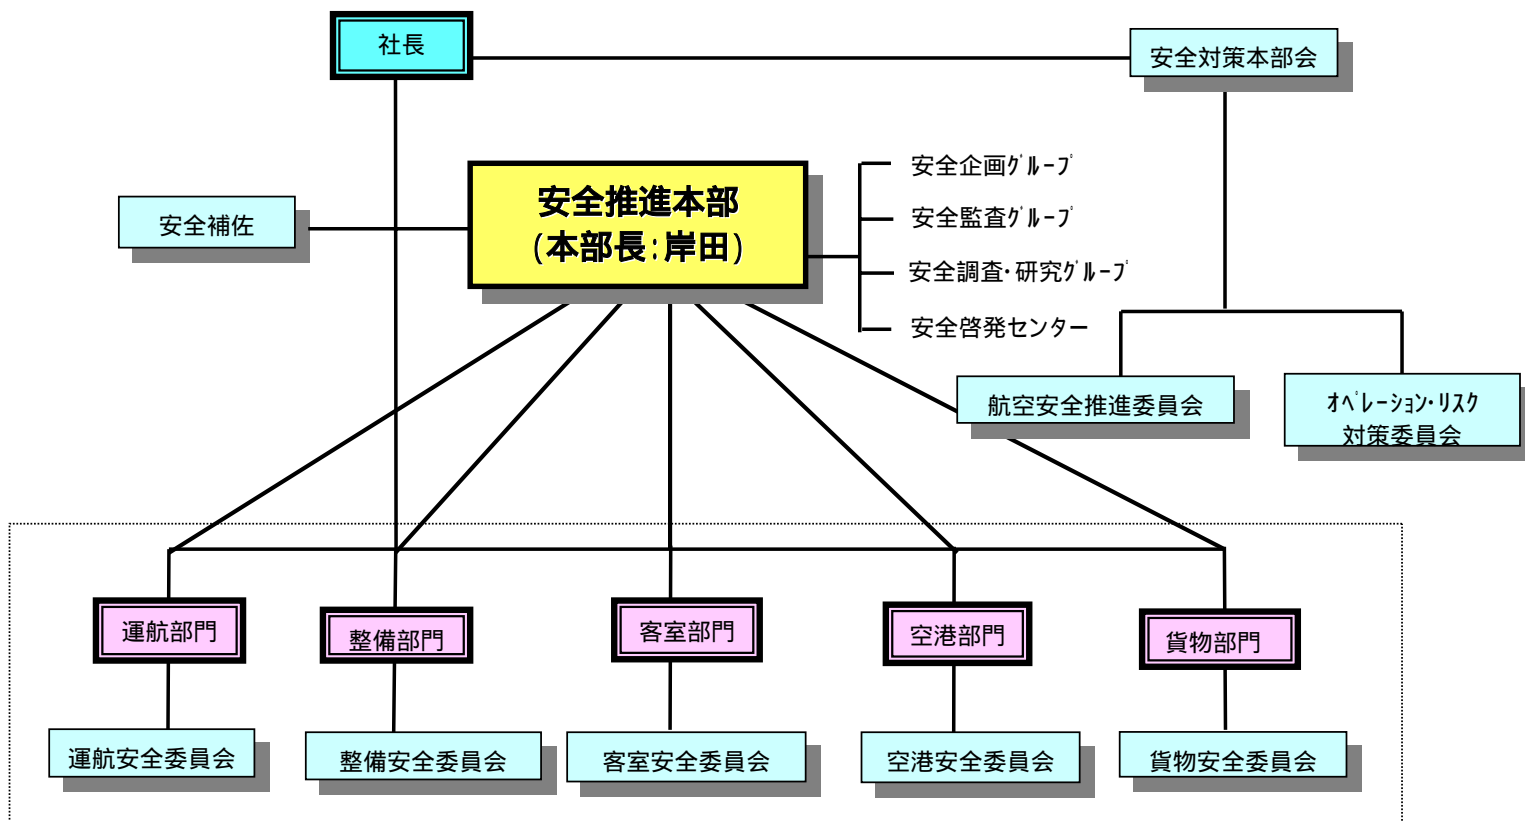 社長
安全対策本部会
安全企画ｸﾞﾙｰﾌﾟ
安全推進本部
(本部長:岸田)
安全補佐
安全監査ｸﾞﾙｰﾌﾟ
安全調査･研究ｸﾞﾙｰﾌﾟ
安全啓発センター
航空安全推進委員会
ｵﾍﾟﾚｰｼｮﾝ･ﾘｽｸ
対策委員会
運航部門
整備部門
客室部門
空港部門
貨物部門
運航安全委員会
整備安全委員会
客室安全委員会
空港安全委員会
貨物安全委員会